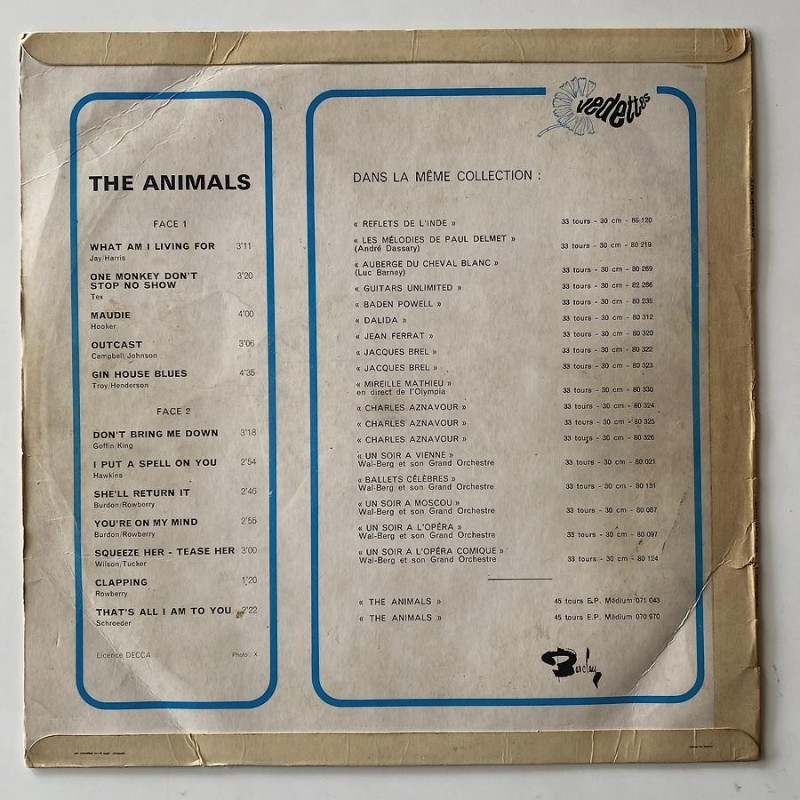 vedettes
THE ANIMALS
FACE 1
WHAT AM I LIVING FOR 3'11
Jay/Harris
ONE MONKEY DON'T 3'20
STOP NO SHOW
Tex
MAUDIE 4'00
Hooker
OUTCAST 3'06
Campbell/Johnson
GIN HOUSE BLUES 4'35
Troy/Henderson
FACE 2
DON'T BRING ME DOWN 3'18
Goffin King
I PUT A SPELL ON YOU 2'54
Hawkins
SHE'LL RETURN IT 2'46
Burdon/Rowberry
YOU'RE ON MY MIND 2'55
Burdon/Rowberry
SQUEEZE HER - TEASE HER 3'00
Wilson/Tucker
CLAPPING 1'20
Rowberry
THAT'S ALL I AM TO YOU 2'22
Schroeder
Licence DECCA Photo : X
DANS LA MÊME COLLECTION :
« REFLETS DE L'INDE » 33 tours - 30 cm - 86 120
« LES MÉLODIES DE PAUL DELMET »
(André Dassary) 33 tours - 30 cm - 80 219
« AUBERGE DU CHEVAL BLANC »
(Luc Barney) 33 tours - 30 cm - 80 269
« GUITARS UNLIMITED » 33 tours - 30 cm - 82 286
« BADEN POWELL » 33 tours - 30 cm - 80 235
« DALIDA » 33 tours - 30 cm - 80 312
« JEAN FERRAT » 33 tours - 30 cm - 80 320
« JACQUES BREL » 33 tours - 30 cm - 80 322
« JACQUES BREL » 33 tours - 30 cm - 80 323
« MIREILLE MATHIEU »
en direct de l'Olympia 33 tours - 30 cm - 80 330
« CHARLES AZNAVOUR » 33 tours - 30 cm - 80 324
« CHARLES AZNAVOUR » 33 tours - 30 cm - 80 325
« CHARLES AZNAVOUR » 33 tours - 30 cm - 80 326
« UN SOIR A VIENNE »
Wal-Berg et son Grand Orchestre 33 tours - 30 cm - 80 021
« BALLETS CÉLÈBRES »
Wal-Berg et son Grand Orchestre 33 tours - 30 cm - 80 131
« UN SOIR A MOSCOU »
Wal-Berg et son Grand Orchestre 33 tours - 30 cm - 80 087
« UN SOIR A L'OPÉRA »
Wal-Berg et son Grand Orchestre 33 tours - 30 cm - 80 097
« UN SOIR A L'OPÉRA COMIQUE »
Wal-Berg et son Grand Orchestre 33 tours - 30 cm - 80 124
« THE ANIMALS » 45 tours E.P. Médium 071 043
« THE ANIMALS » 45 tours E.P. Médium 070 970
Barclay